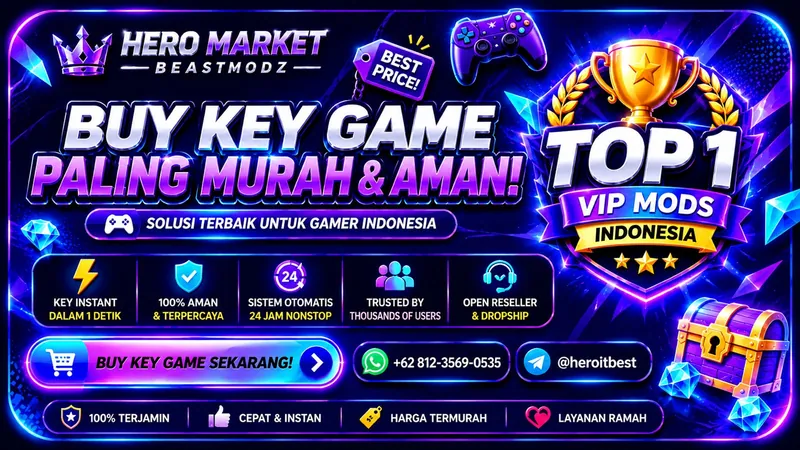 HERO MARKET
BEASTMODZ
BEST
PRICE!
BUY KEY GAME
PALING MURAH & AMAN!
SOLUSI TERBAIK UNTUK GAMER INDONESIA
TOP 1
VIP MODS
INDONESIA
KEY INSTANT
DALAM 1 DETIK
100% AMAN
& TERPERCAYA
24
SISTEM OTOMATIS
24 JAM NONSTOP
TRUSTED BY
THOUSANDS OF USERS
OPEN RESELLER
& DROPSHIP
BUY KEY GAME SEKARANG!
+62 812-3569-0535
@heroitbest
100% TERJAMIN
CEPAT & INSTAN
HARGA TERMURAH
LAYANAN RAMAH